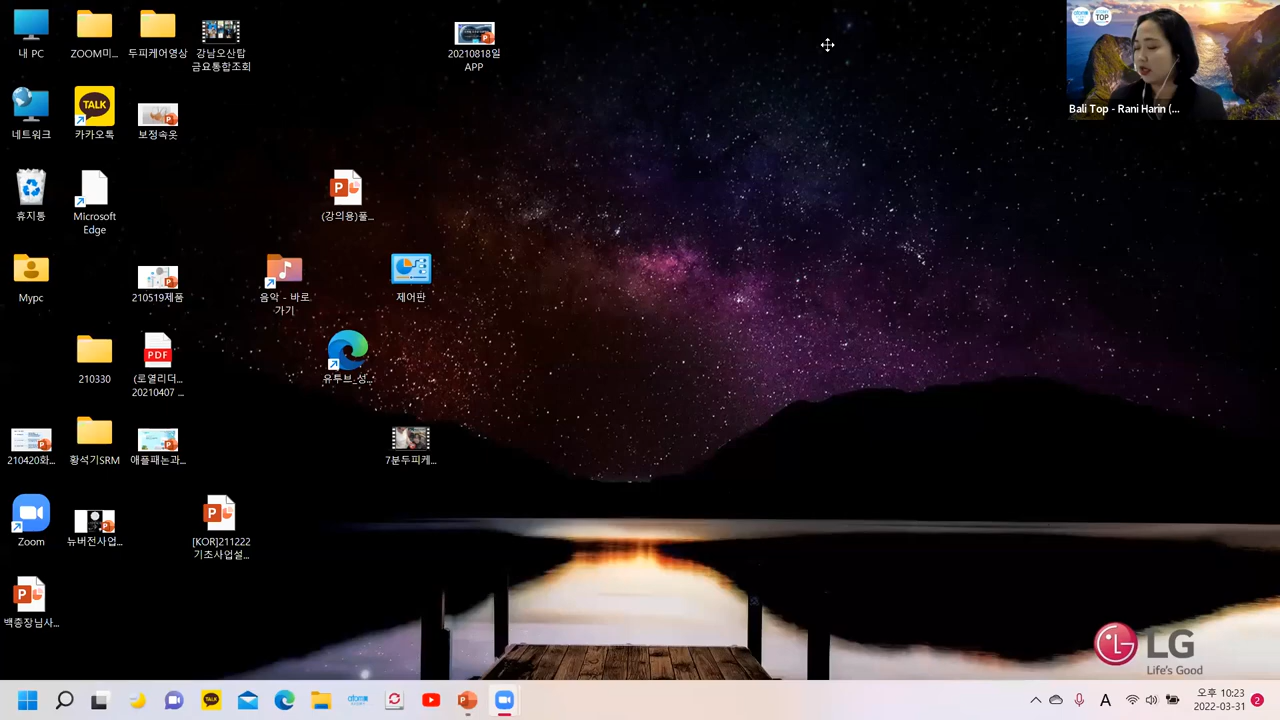 내 PC
ZOOM미...
두피케어영상
강남오산탑
금요통합조회
20210818일
APP
TOP
Bali Top - Rani Harin (...
네트워크
TALK
카카오톡
보정속옷
휴지통
Microsoft
Edge
(강의용)풀...
Mypc
210519제품
음악 - 바로
가기
제어판
210330
PDF
(로열리더...
20210407 ...
유투브_성...
210420화...
황석기SRM
애플패논과...
7분두피케...
Zoom
뉴버전사업...
[KOR]211222
기초사업설...
백종장님사...
LG
Life's Good
TALK
atom
A
오후 10:23
2022-03-31
2